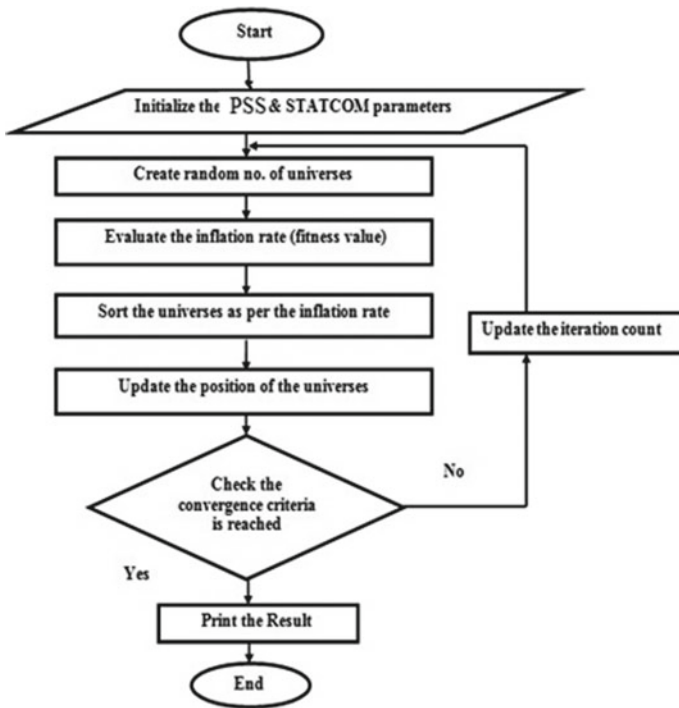 Start
Initialize the PSS & STATCOM parameters
Create random no. of universes
Evaluate the inflation rate (fitness value)
Sort the universes as per the inflation rate
Update the iteration count
Update the position of the universes
No
Check the
convergence criteria
is reached
Yes
Print the Result
End